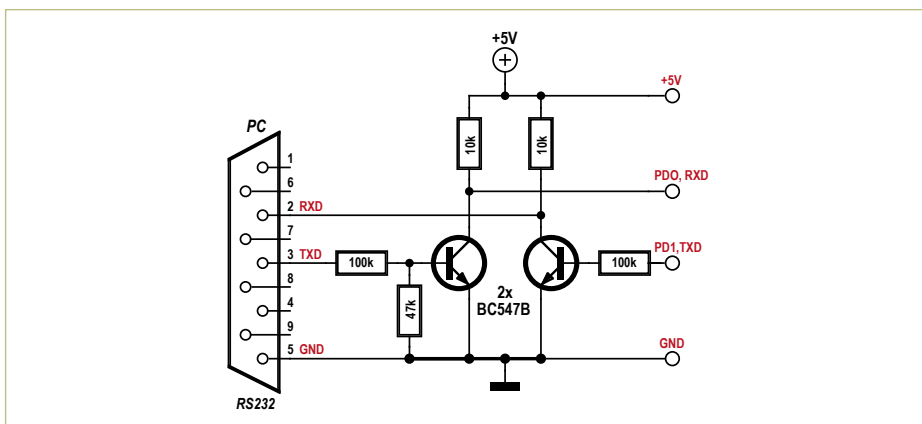 +5V
+5V
PC
10k
10k
1
6
PDO, RXD
2
RXD
7
PD1,TXD
TXD
3
100k
100k
8
2x
BC547B
47k
4
9
GND
5
GND
RS232